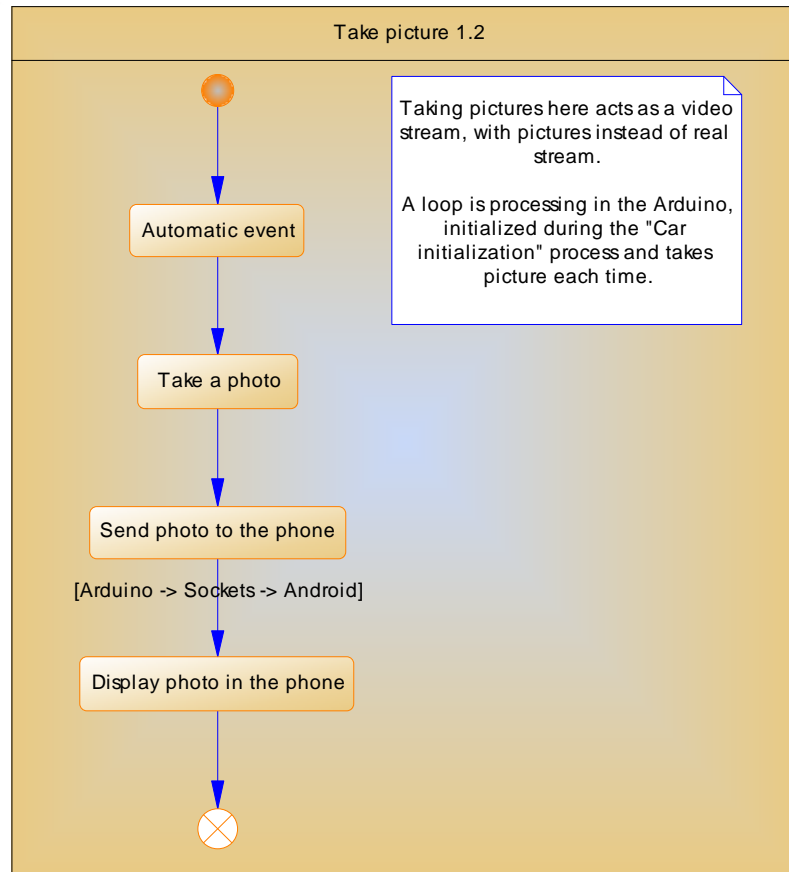 Take picture 1.2
Taking pictures here acts as a video
stream, with pictures instead of real
stream.
A loop is processing in the Arduino,
initialized during the "Car
initialization" process and takes
picture each time.
Automatic event
Take a photo
Send photo to the phone
[Arduino -> Sockets -> Android]
Display photo in the phone